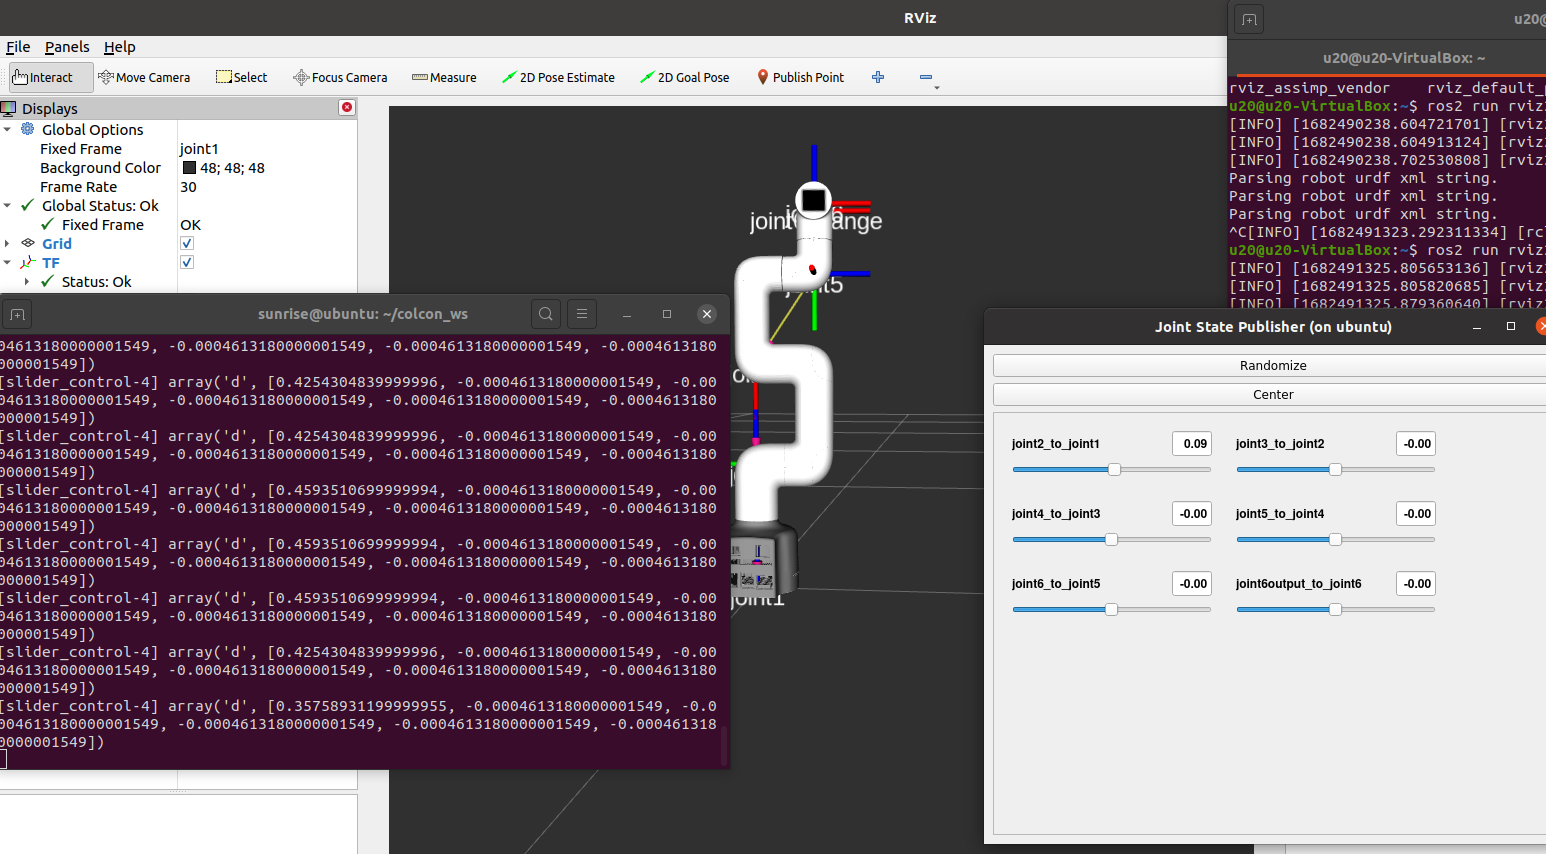 RViz
File Panels Help
Interact Move Camera Select Focus Camera Measure 2D Pose Estimate 2D Goal Pose Publish Point
Displays
Global Options
Fixed Frame joint1
Background Color 48; 48; 48
Frame Rate 30
Global Status: Ok
Fixed Frame OK
Grid
TF
Status: Ok
sunrise@ubuntu: ~/colcon_ws
04613180000001549, -0.0004613180000001549, -0.0004613180000001549, -0.0004613180
000001549])
[slider_control-4] array('d', [0.4254304839999996, -0.0004613180000001549, -0.00
04613180000001549, -0.0004613180000001549, -0.0004613180000001549, -0.0004613180
000001549])
[slider_control-4] array('d', [0.4254304839999996, -0.0004613180000001549, -0.00
04613180000001549, -0.0004613180000001549, -0.0004613180000001549, -0.0004613180
000001549])
[slider_control-4] array('d', [0.4593510699999994, -0.0004613180000001549, -0.00
04613180000001549, -0.0004613180000001549, -0.0004613180000001549, -0.0004613180
000001549])
[slider_control-4] array('d', [0.4593510699999994, -0.0004613180000001549, -0.00
04613180000001549, -0.0004613180000001549, -0.0004613180000001549, -0.0004613180
000001549])
[slider_control-4] array('d', [0.4593510699999994, -0.0004613180000001549, -0.00
04613180000001549, -0.0004613180000001549, -0.0004613180000001549, -0.0004613180
000001549])
[slider_control-4] array('d', [0.4254304839999996, -0.0004613180000001549, -0.00
04613180000001549, -0.0004613180000001549, -0.0004613180000001549, -0.0004613180
000001549])
[slider_control-4] array('d', [0.35758931199999955, -0.0004613180000001549, -0.0
004613180000001549, -0.0004613180000001549, -0.0004613180000001549, -0.000461318
0000001549])
joint1
u20@
u20@u20-VirtualBox: ~
rviz_assimp_vendor rviz_default_
u20@u20-VirtualBox:~$ ros2 run rviz
[INFO] [1682490238.604721701] [rviz
[INFO] [1682490238.604913124] [rviz
[INFO] [1682490238.702530808] [rviz
Parsing robot urdf xml string.
Parsing robot urdf xml string.
Parsing robot urdf xml string.
^C[INFO] [1682491323.292311334] [rc
u20@u20-VirtualBox:~$ ros2 run rviz
[INFO] [1682491325.805653136] [rviz
[INFO] [1682491325.805820685] [rviz
[INFO] [1682491325.879360640] [rviz
Joint State Publisher (on ubuntu)
Randomize
Center
joint2_to_joint1 0.09 joint3_to_joint2 -0.00
joint4_to_joint3 -0.00 joint5_to_joint4 -0.00
joint6_to_joint5 -0.00 joint6output_to_joint6 -0.00